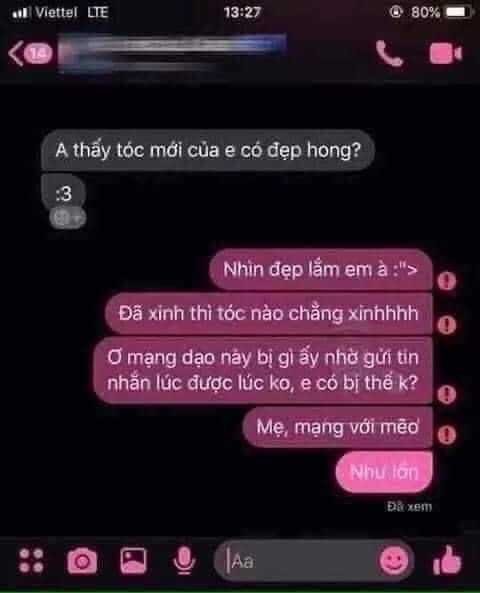 Viettel LTE 13:27 80%
14
A thấy tóc mới của e có đẹp hong?
:3
Nhìn đẹp lắm em à :">
Đã xinh thì tóc nào chẳng xinhhhh
Ơ mạng dạo này bị gì ấy nhờ gửi tin
nhắn lúc được lúc ko, e có bị thế k?
Mẹ, mạng với mẽo
Như lồn
Đã xem
Aa